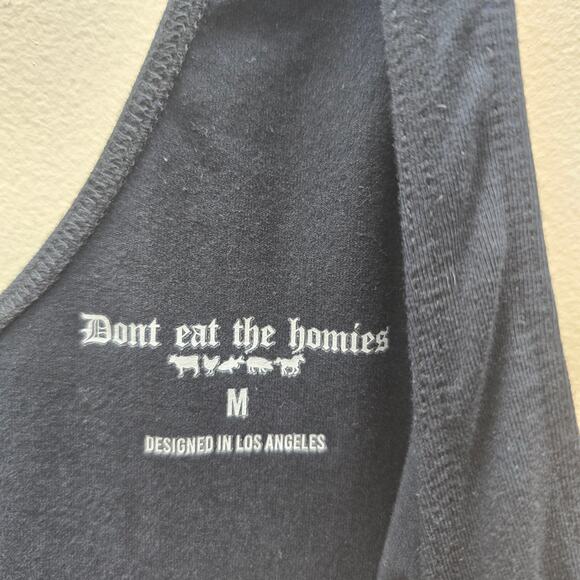 Dont eat the homies
M
DESIGNED IN LOS ANGELES